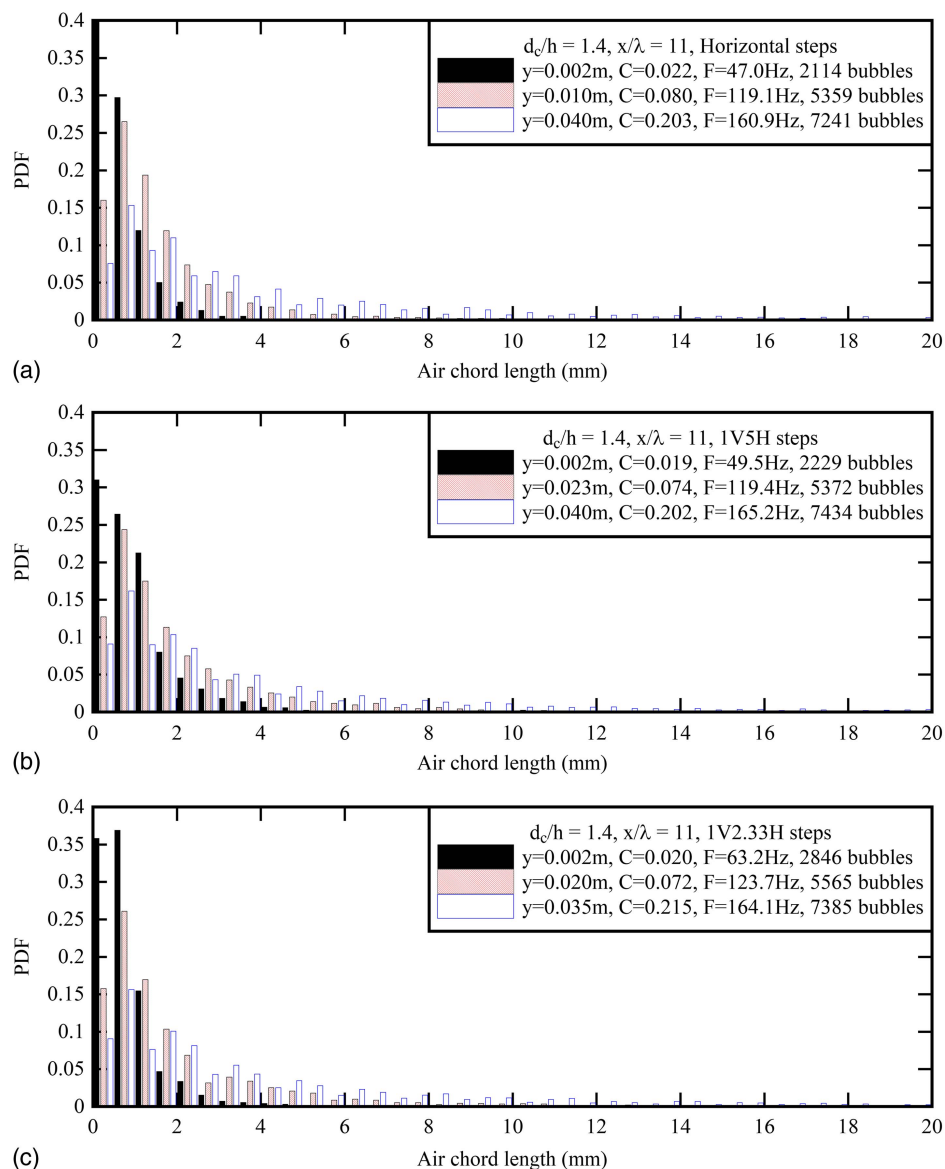 0.4
d_c/h = 1.4, x/λ = 11, Horizontal steps
y=0.002m, C=0.022, F=47.0Hz, 2114 bubbles
0.3
y=0.010m, C=0.080, F=119.1Hz, 5359 bubbles
y=0.040m, C=0.203, F=160.9Hz, 7241 bubbles
0.25
PDF
0.2
0.15
0.1
0.05
0
0 2 4 6 8 10 12 14 16 18 20
(a)
Air chord length (mm)
0.4
d_c/h = 1.4, x/λ = 11, 1V5H steps
0.35
y=0.002m, C=0.019, F=49.5Hz, 2229 bubbles
0.3
y=0.023m, C=0.074, F=119.4Hz, 5372 bubbles
y=0.040m, C=0.202, F=165.2Hz, 7434 bubbles
0.25
PDF
0.2
0.15
0.1
0.05
0
0 2 4 6 8 10 12 14 16 18 20
(b)
Air chord length (mm)
0.4
d_c/h = 1.4, x/λ = 11, 1V2.33H steps
0.35
y=0.002m, C=0.020, F=63.2Hz, 2846 bubbles
0.3
y=0.020m, C=0.072, F=123.7Hz, 5565 bubbles
y=0.035m, C=0.215, F=164.1Hz, 7385 bubbles
0.25
PDF
0.2
0.15
0.1
0.05
0
0 2 4 6 8 10 12 14 16 18 20
(c)
Air chord length (mm)